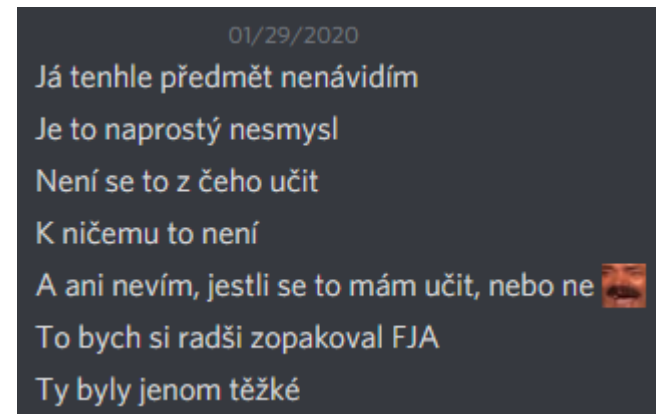 01/29/2020
Já tenhle předmět nenávidím
Je to naprostý nesmysl
Není se to z čeho učit
K ničemu to není
A ani nevím, jestli se to mám učit, nebo ne
To bych si radši zopakoval FJA
Ty byly jenom těžké